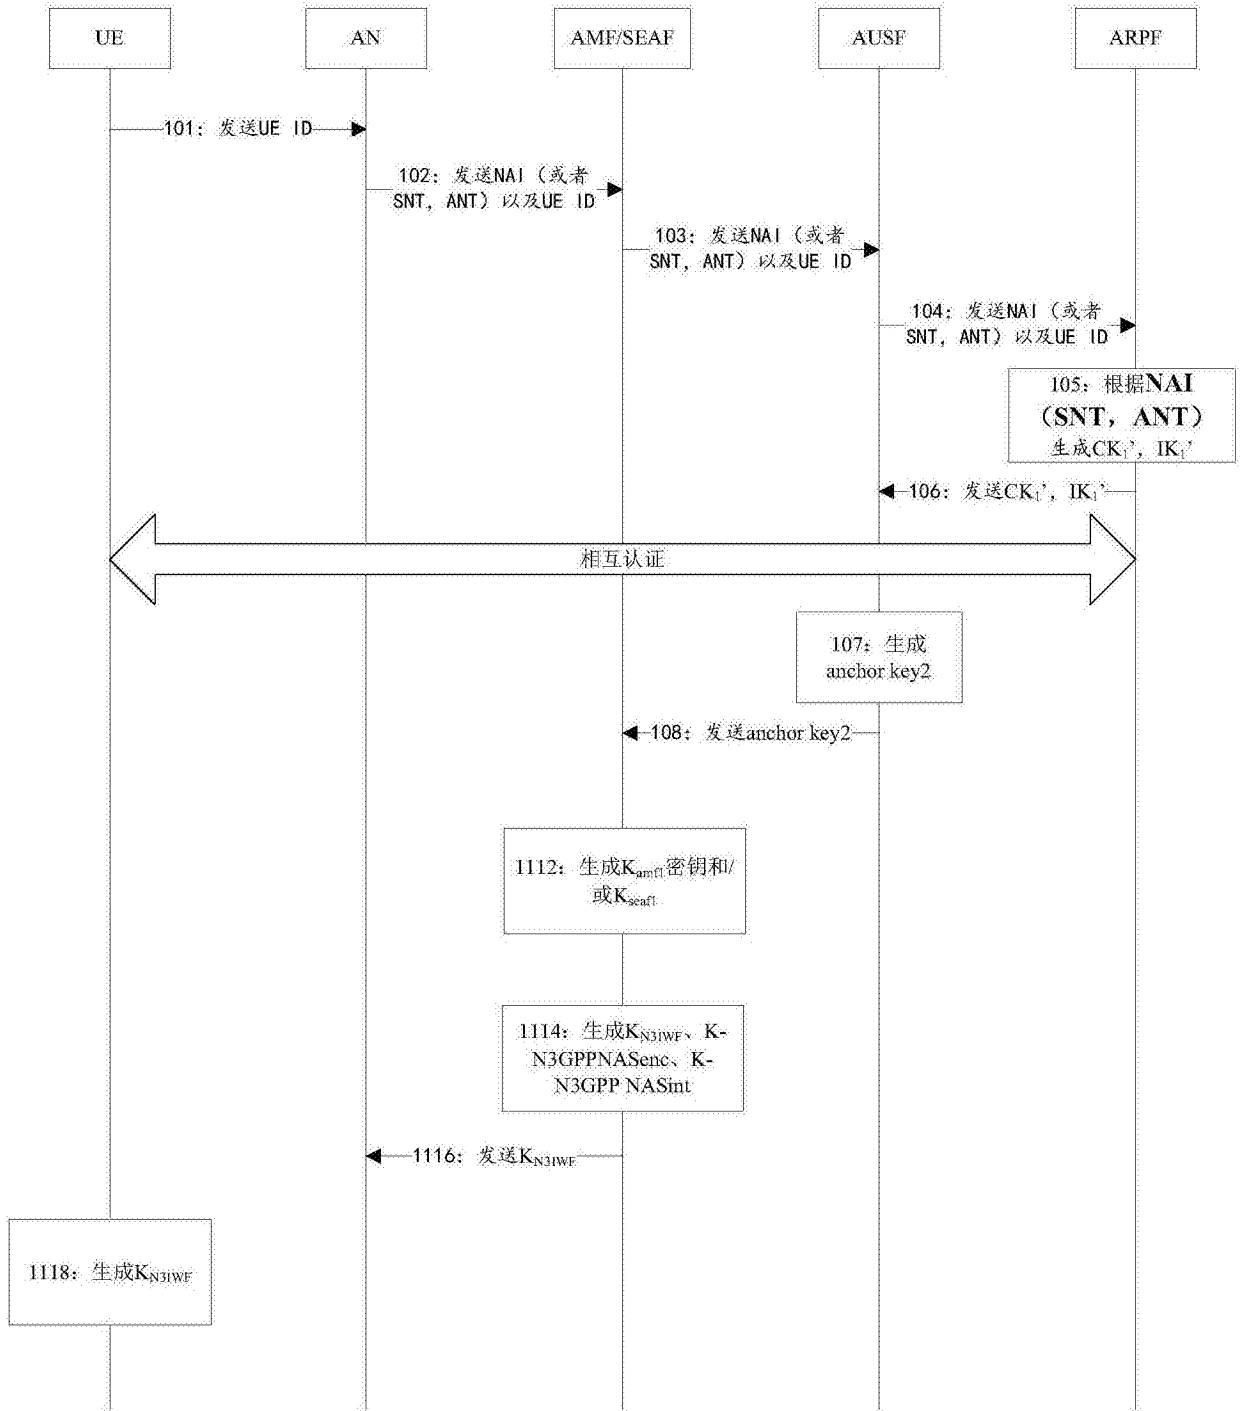 UE
AN
AMF/SEAF
AUSF
ARPF
101：发送UE ID
102：发送NAI（或者
SNT，ANT）以及UE ID
103：发送NAI（或者
SNT，ANT）以及UE ID
104：发送NAI（或者
SNT，ANT）以及UE ID
105：根据NAI
（SNT，ANT）
生成CK₁’，IK₁’
106：发送CK₁’，IK₁’
相互认证
107：生成
anchor key2
108：发送anchor key2
1112：生成Kamf1密钥和/
或Kseaf1
1114：生成KN3IWF、K-
N3GPPNASenc、K-
N3GPP NASint
1116：发送KN3IWF
1118：生成KN3IWF